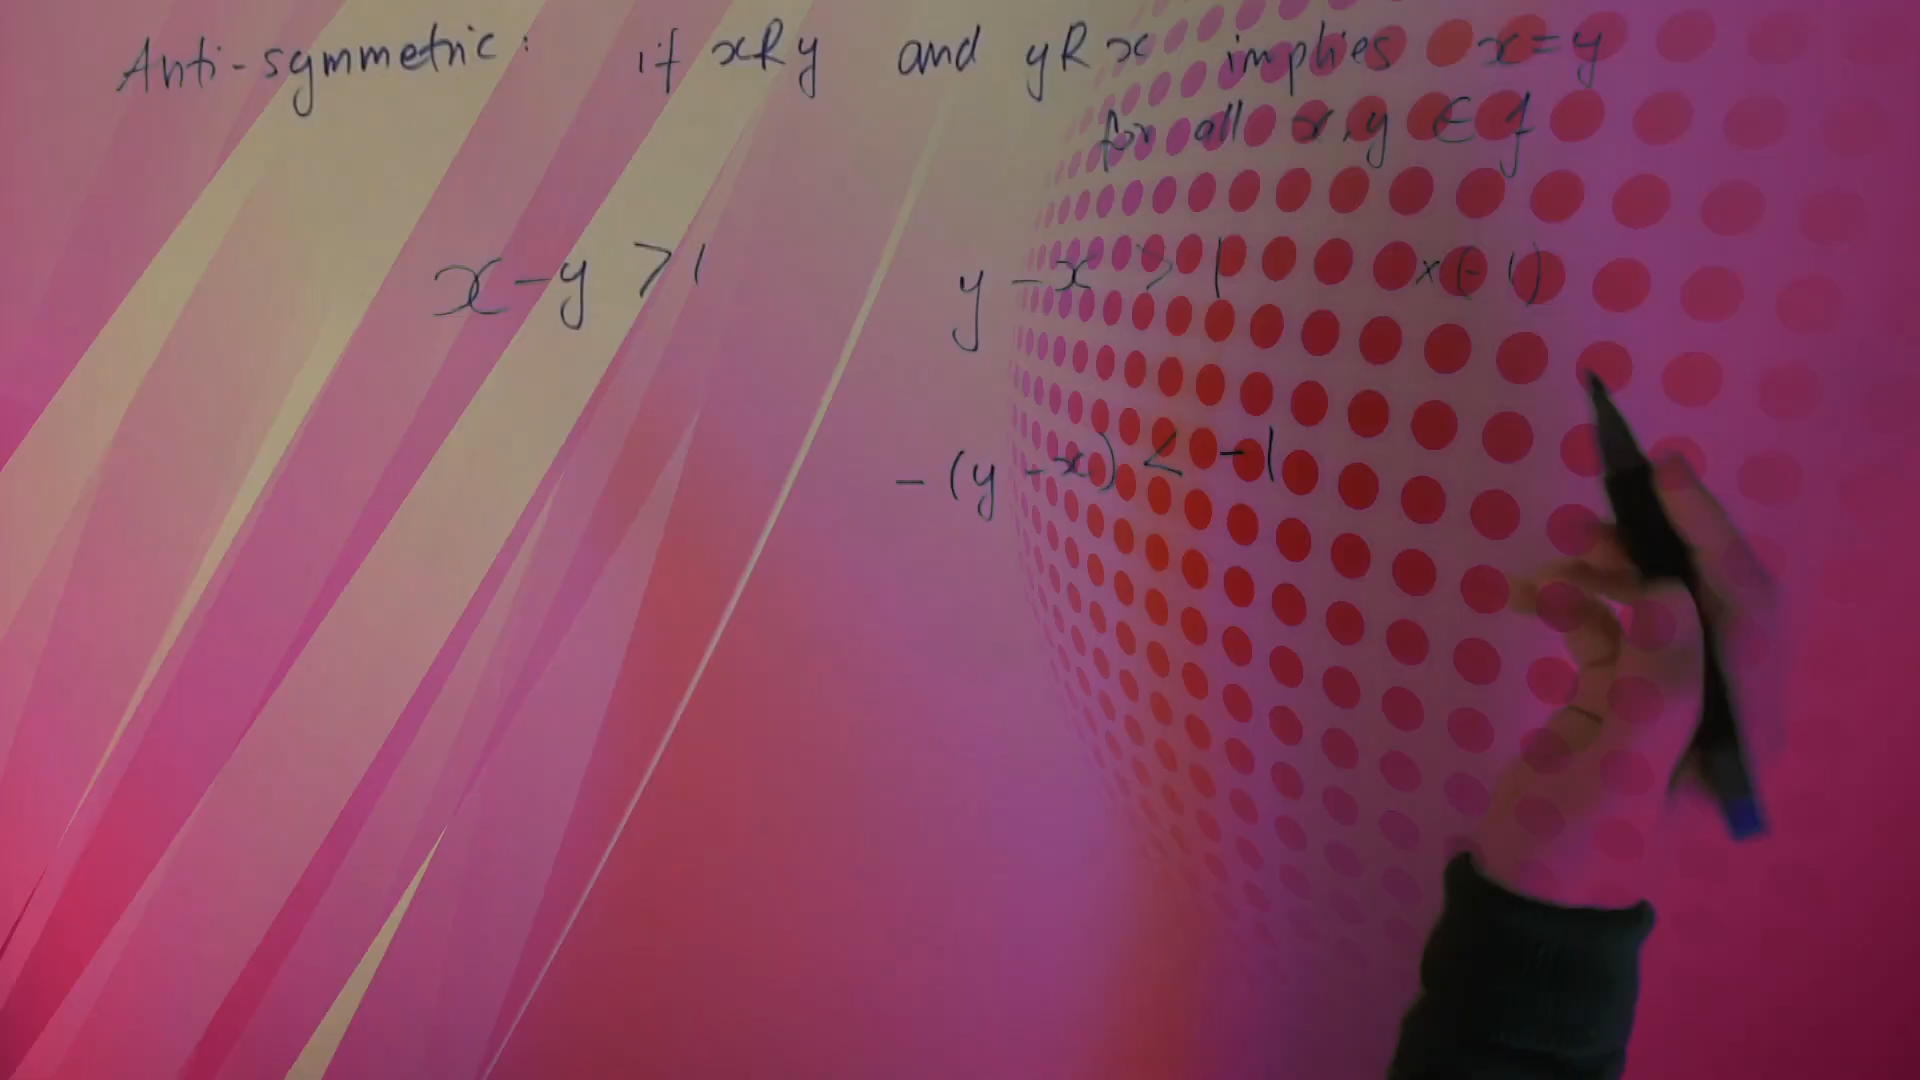 Anti-symmetric: if xRy and yRx implies x=y
for all x,y ∈ f
x-y >1 y-x > 1 x(-1)
-(y-x) < -1